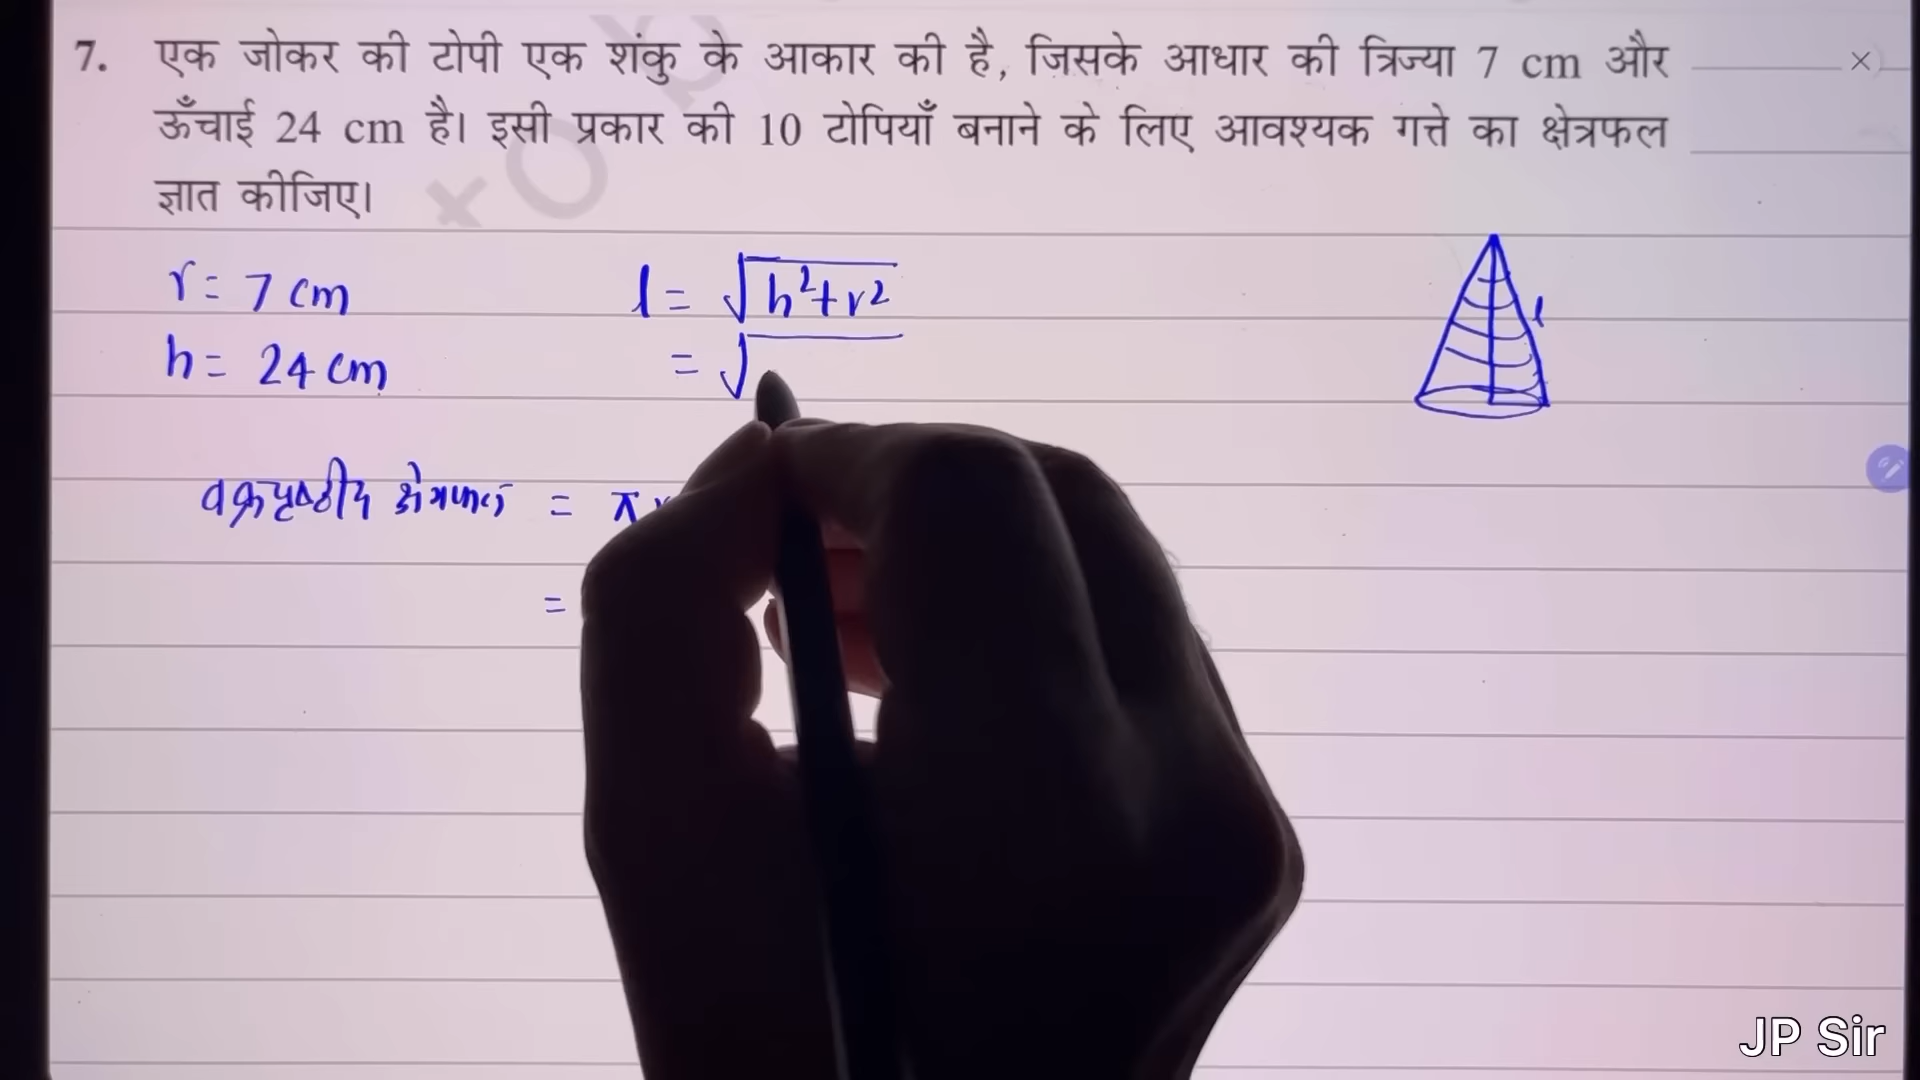 7. एक जोकर की टोपी एक शंकु के आकार की है, जिसके आधार की त्रिज्या 7 cm और
ऊँचाई 24 cm है। इसी प्रकार की 10 टोपियाँ बनाने के लिए आवश्यक गत्ते का क्षेत्रफल
ज्ञात कीजिए।
r = 7 cm
l = √h²+r²
h = 24 cm
= √
l
वक्रपृष्ठीय क्षेत्रफल = π
=
JP Sir